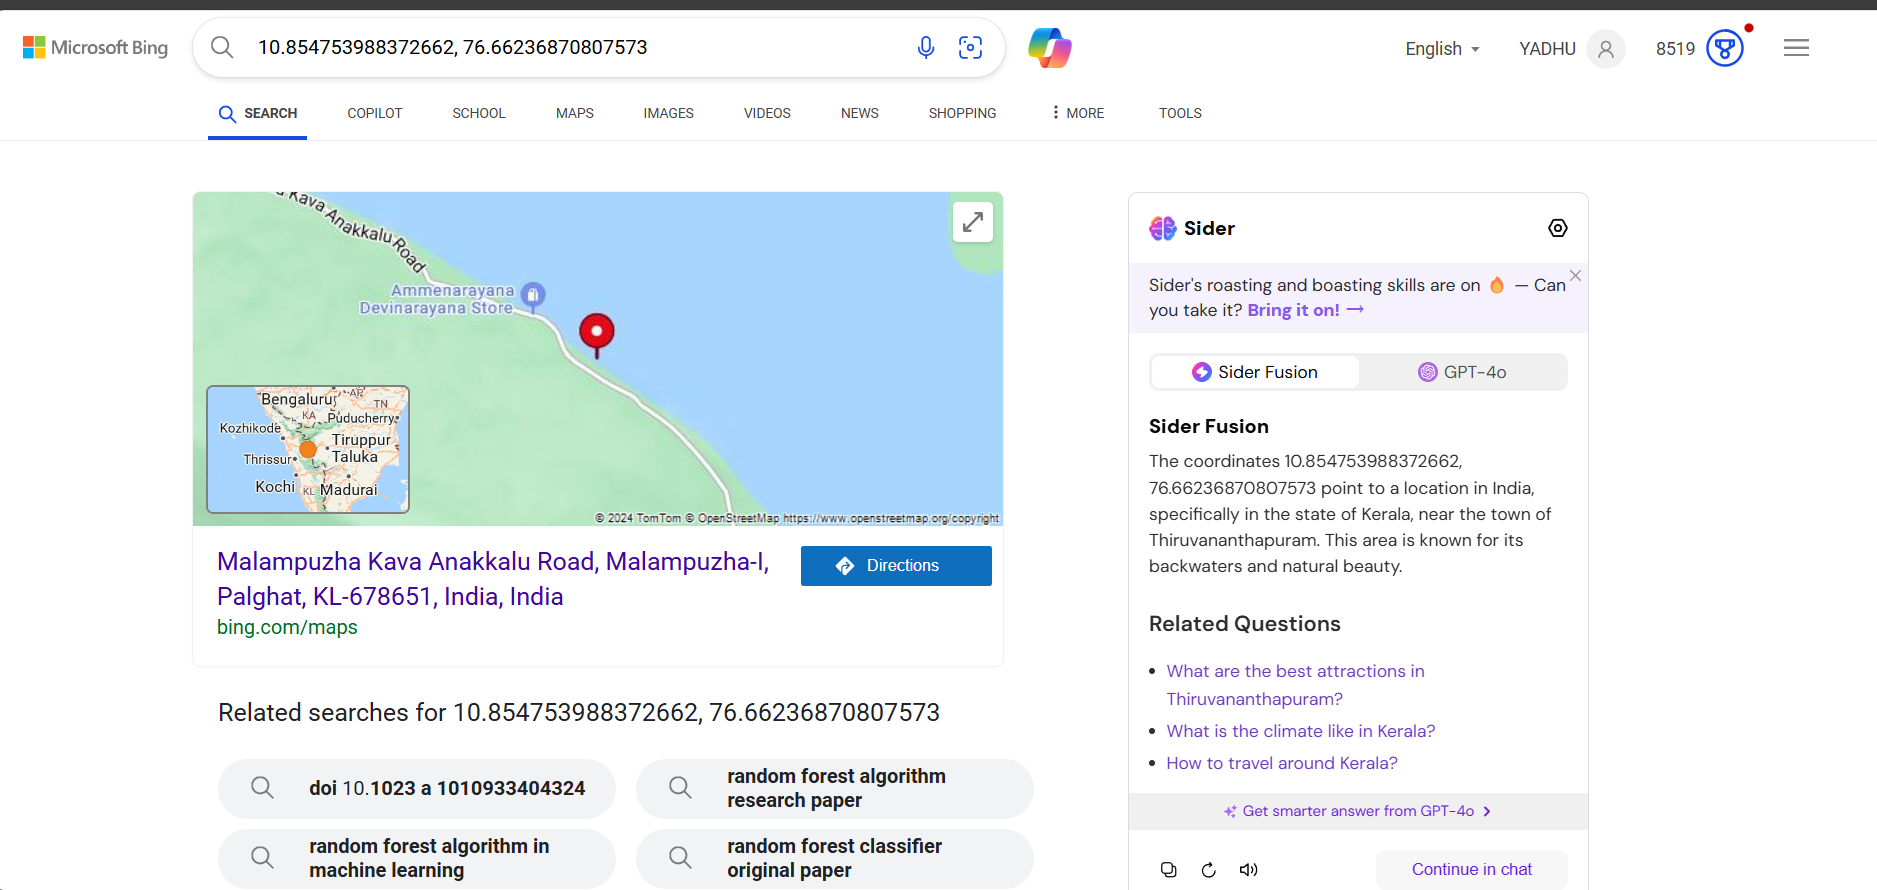 Microsoft Bing
10.854753988372662, 76.66236870807573
English
YADHU
8519
SEARCH
COPILOT
SCHOOL
MAPS
IMAGES
VIDEOS
NEWS
SHOPPING
MORE
TOOLS
Kava Anakkalu Road
Ammenarayana
Devinarayana Store
Bengaluru
AP
TN
KA
Puducherry
Kozhikode
Tiruppur
Taluka
Thrissur
Kochi
KL
Madurai
© 2024 TomTom © OpenStreetMap https://www.openstreetmap.org/copyright
Malampuzha Kava Anakkalu Road, Malampuzha-I,
Palghat, KL-678651, India, India
bing.com/maps
Directions
Related searches for 10.854753988372662, 76.66236870807573
doi 10.1023 a 1010933404324
random forest algorithm
research paper
random forest algorithm in
machine learning
random forest classifier
original paper
Sider
Sider's roasting and boasting skills are on 🔥 — Can
you take it? Bring it on! →
Sider Fusion
GPT-4o
Sider Fusion
The coordinates 10.854753988372662,
76.66236870807573 point to a location in India,
specifically in the state of Kerala, near the town of
Thiruvananthapuram. This area is known for its
backwaters and natural beauty.
Related Questions
• What are the best attractions in
Thiruvananthapuram?
• What is the climate like in Kerala?
• How to travel around Kerala?
Get smarter answer from GPT-4o
Continue in chat